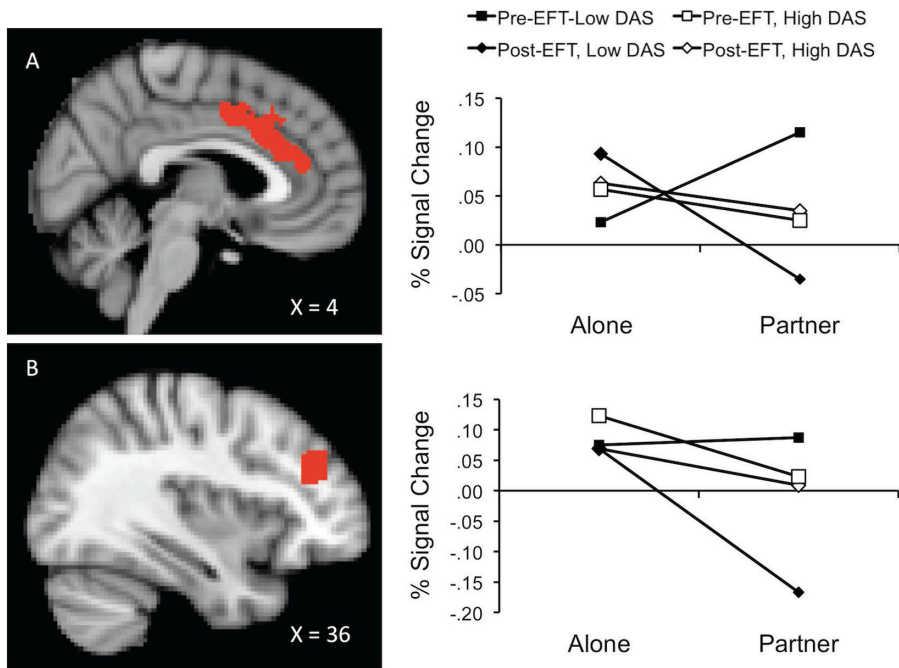 Pre-EFT-Low DAS Pre-EFT, High DAS
Post-EFT, Low DAS Post-EFT, High DAS
A
X = 4
% Signal Change
.15
.10
.05
.00
-.05
Alone Partner
B
X = 36
% Signal Change
.15
.10
.05
.00
-.05
-.10
-.15
-.20
Alone Partner